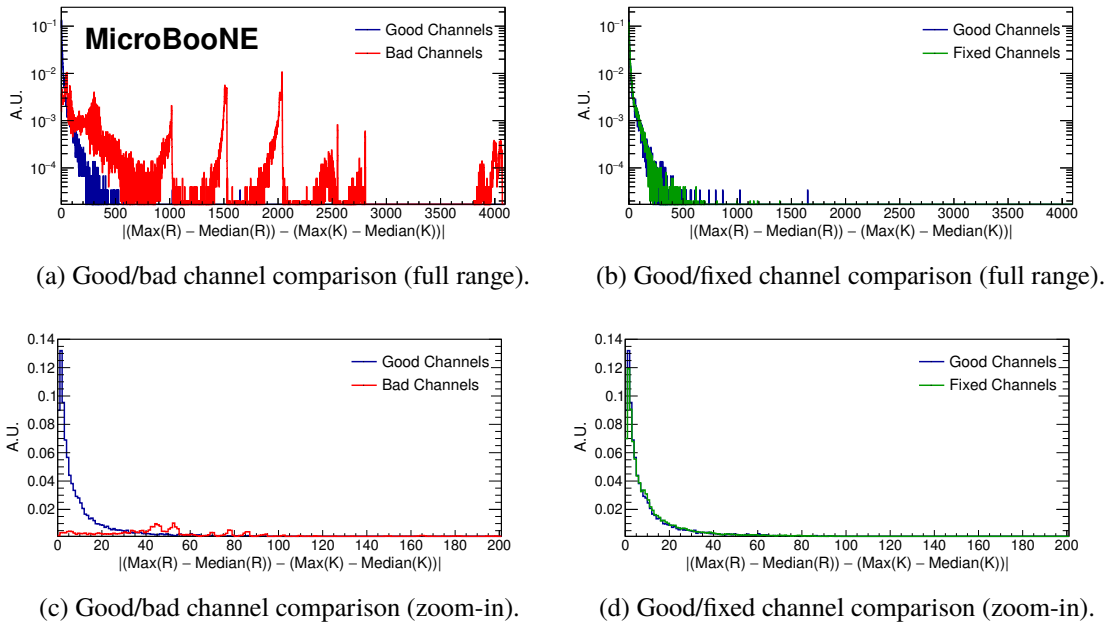 MicroBooNE
Good Channels
Bad Channels
A.U.
10⁻¹
10⁻²
10⁻³
10⁻⁴
0 500 1000 1500 2000 2500 3000 3500 4000
|(Max(R) − Median(R)) − (Max(K) − Median(K))|
(a) Good/bad channel comparison (full range).
Good Channels
Fixed Channels
A.U.
10⁻¹
10⁻²
10⁻³
10⁻⁴
0 500 1000 1500 2000 2500 3000 3500 4000
|(Max(R) − Median(R)) − (Max(K) − Median(K))|
(b) Good/fixed channel comparison (full range).
Good Channels
Bad Channels
A.U.
0.14
0.12
0.1
0.08
0.06
0.04
0.02
0 20 40 60 80 100 120 140 160 180 200
|(Max(R) − Median(R)) − (Max(K) − Median(K))|
(c) Good/bad channel comparison (zoom-in).
Good Channels
Fixed Channels
A.U.
0.14
0.12
0.1
0.08
0.06
0.04
0.02
0 20 40 60 80 100 120 140 160 180 200
|(Max(R) − Median(R)) − (Max(K) − Median(K))|
(d) Good/fixed channel comparison (zoom-in).